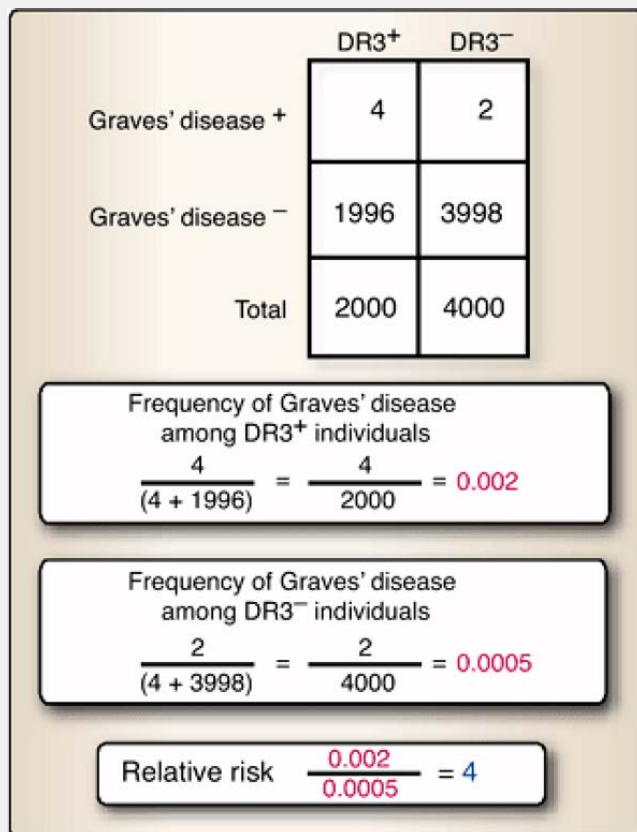 DR3⁺ DR3⁻
Graves' disease + 4 2
Graves' disease − 1996 3998
Total 2000 4000
Frequency of Graves' disease
among DR3⁺ individuals
4 / (4 + 1996) = 4 / 2000 = 0.002
Frequency of Graves' disease
among DR3⁻ individuals
2 / (4 + 3998) = 2 / 4000 = 0.0005
Relative risk 0.002 / 0.0005 = 4